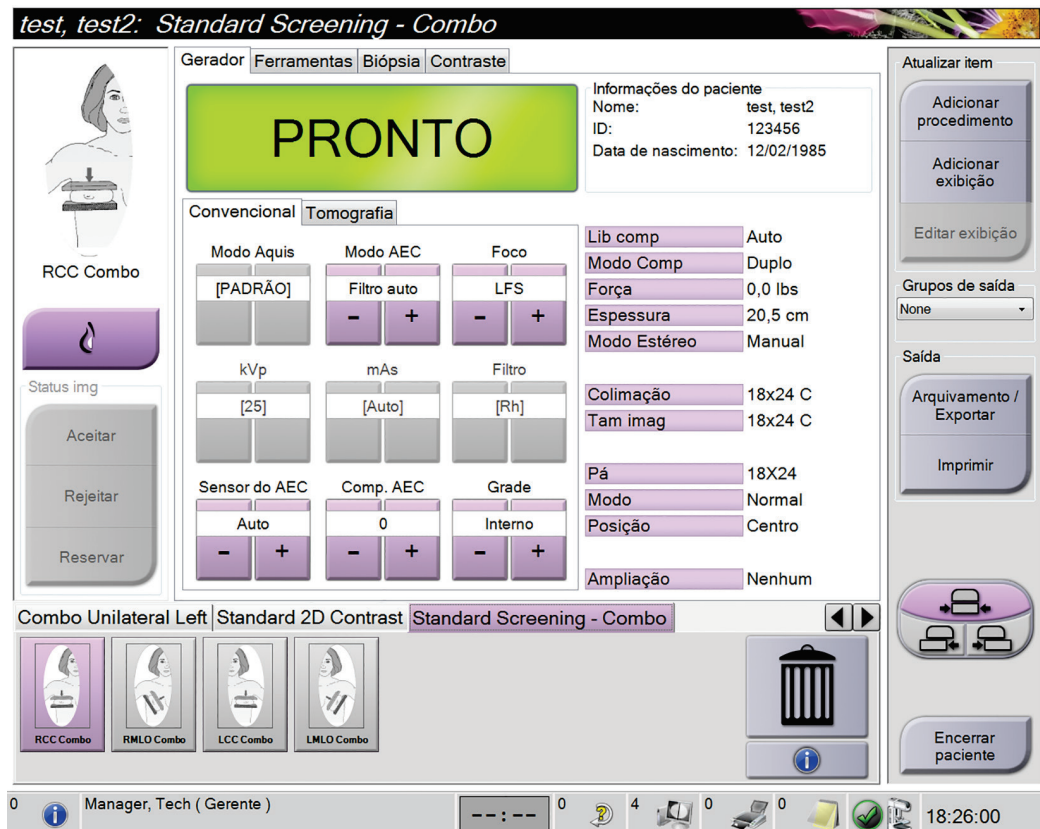 test, test2: Standard Screening - Combo
Gerador Ferramentas Biópsia Contraste
PRONTO
Informações do paciente
Nome: test, test2
ID: 123456
Data de nascimento: 12/02/1985
RCC Combo
Status img
Aceitar
Rejeitar
Reservar
Convencional Tomografia
Modo Aquis Modo AEC Foco
[PADRÃO] Filtro auto LFS
- + - +
kVp mAs Filtro
[25] [Auto] [Rh]
Sensor do AEC Comp. AEC Grade
Auto 0 Interno
- + - + - +
Lib comp Auto
Modo Comp Duplo
Força 0,0 lbs
Espessura 20,5 cm
Modo Estéreo Manual
Colimação 18x24 C
Tam imag 18x24 C
Pá 18X24
Modo Normal
Posição Centro
Ampliação Nenhum
Atualizar item
Adicionar
procedimento
Adicionar
exibição
Editar exibição
Grupos de saída
None
Saída
Arquivamento /
Exportar
Imprimir
Encerrar
paciente
Combo Unilateral Left Standard 2D Contrast Standard Screening - Combo
RCC Combo RMLO Combo LCC Combo LMLO Combo
0 Manager, Tech ( Gerente ) --:-- 0 4 0 0 18:26:00